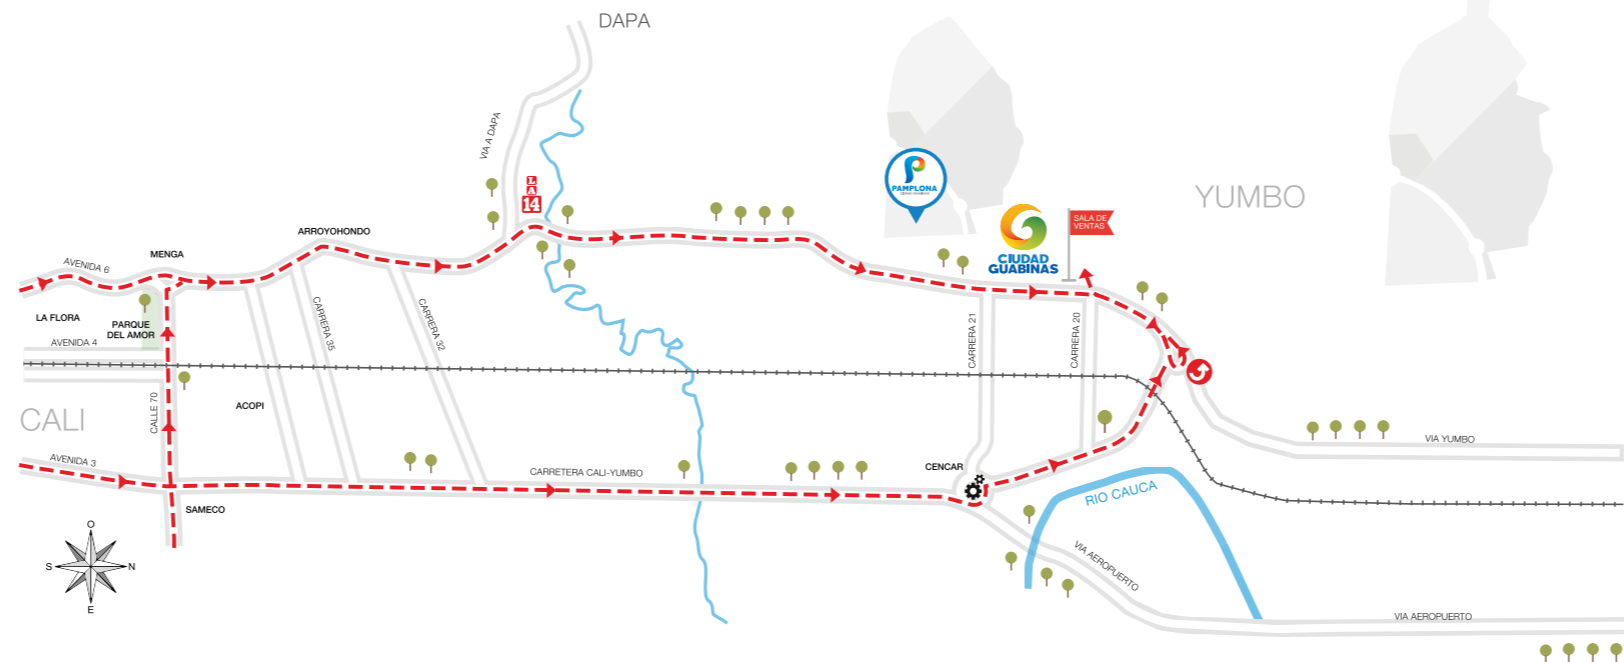 DAPA
VIA A DAPA
LA
14
PAMPLONA
YUMBO
SALA DE
VENTAS
CIUDAD
GUABINAS
ARROYOHONDO
MENGA
AVENIDA 6
LA FLORA
PARQUE
DEL AMOR
AVENIDA 4
CARRERA 35
CARRERA 32
CARRERA 21
CARRERA 20
CALI
CALLE 70
ACOPI
AVENIDA 3
CARRETERA CALI-YUMBO
CENCAR
VIA YUMBO
RIO CAUCA
SAMECO
O
S
N
E
VIA AEROPUERTO
VIA AEROPUERTO